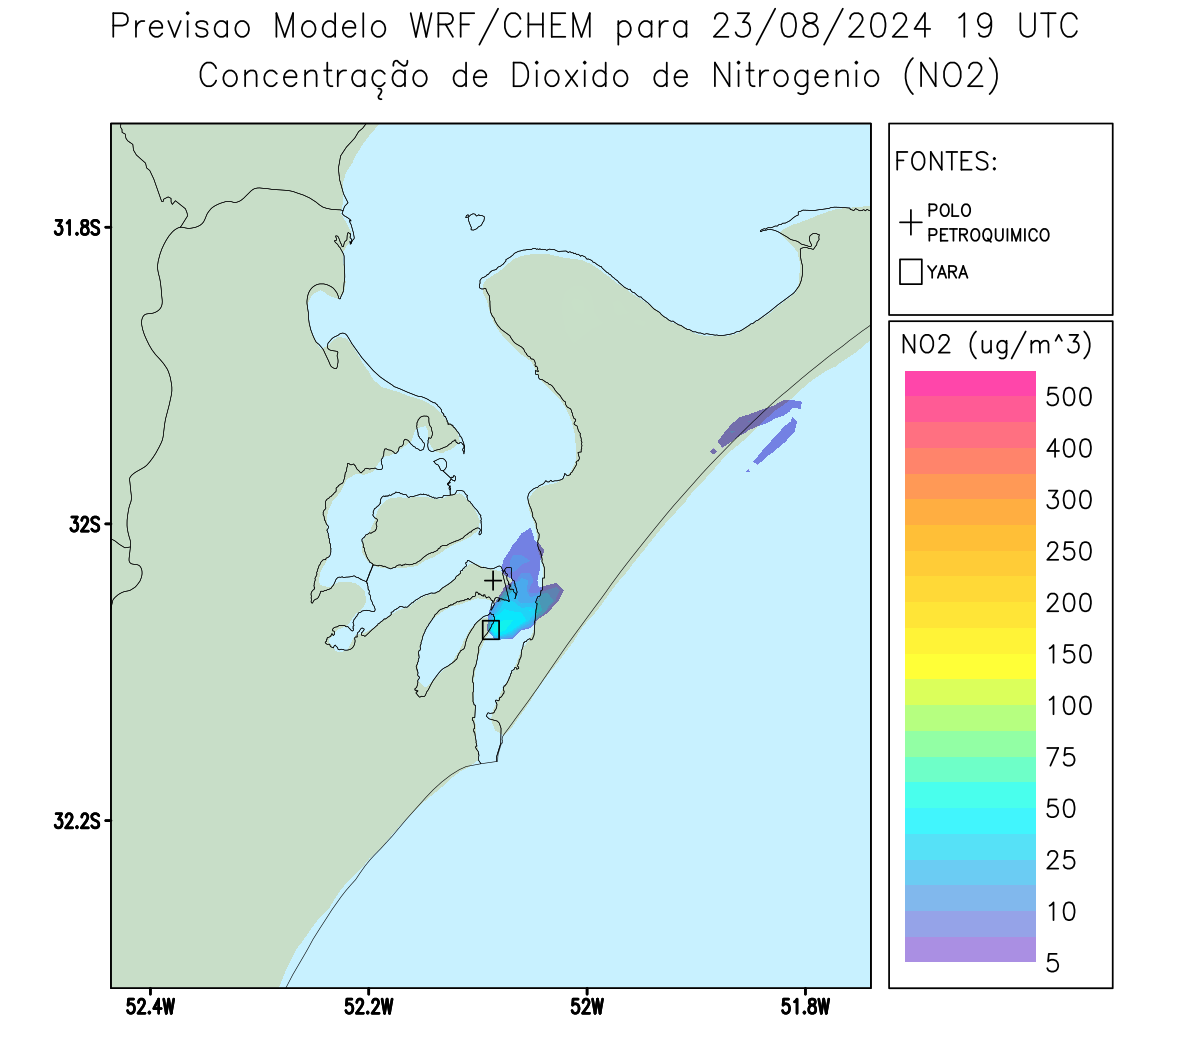 Previsao Modelo WRF/CHEM para 23/08/2024 19 UTC
Concentração de Dioxido de Nitrogenio (NO2)
FONTES:
POLO
PETROQUIMICO
YARA
31.8S
32S
32.2S
52.4W
52.2W
52W
51.8W
NO2 (ug/m^3)
500
400
300
250
200
150
100
75
50
25
10
5